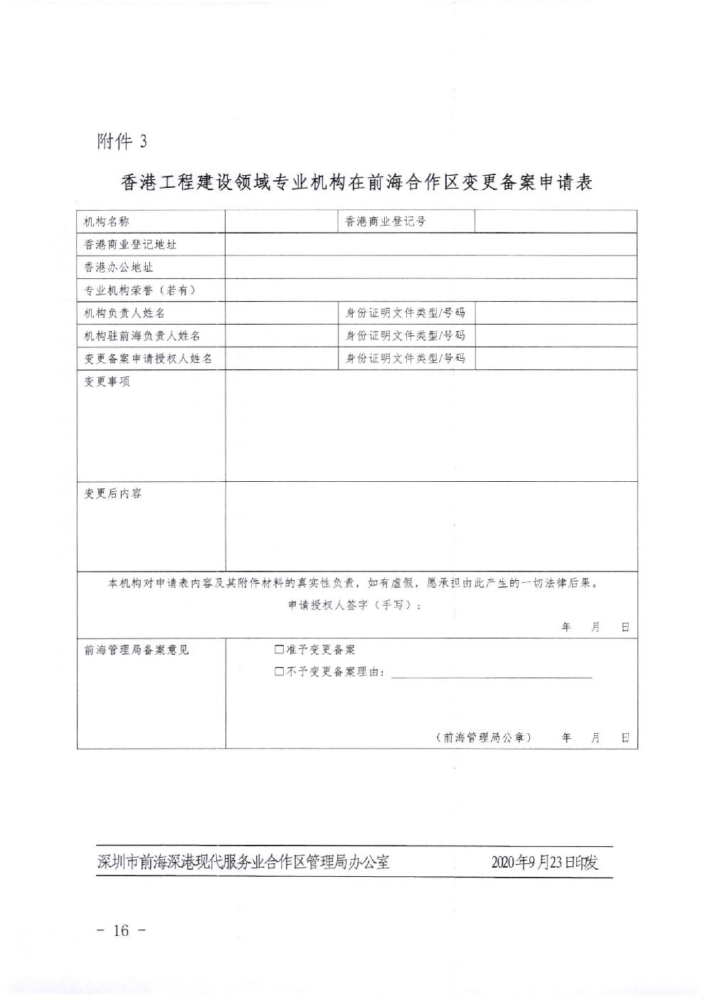 附件 3
香港工程建设领域专业机构在前海合作区变更备案申请表
机构名称 香港商业登记号
香港商业登记地址
香港办公地址
专业机构荣誉（若有）
机构负责人姓名 身份证明文件类型/号码
机构驻前海负责人姓名 身份证明文件类型/号码
变更备案申请授权人姓名 身份证明文件类型/号码
变更事项
变更后内容
本机构对申请表内容及其附件材料的真实性负责，如有虚假，愿承担由此产生的一切法律后果。
申请授权人签字（手写）：
年 月 日
前海管理局备案意见 □准予变更备案
□不予变更备案理由：
（前海管理局公章） 年 月 日
深圳市前海深港现代服务业合作区管理局办公室 2020年9月23日印发
- 16 -